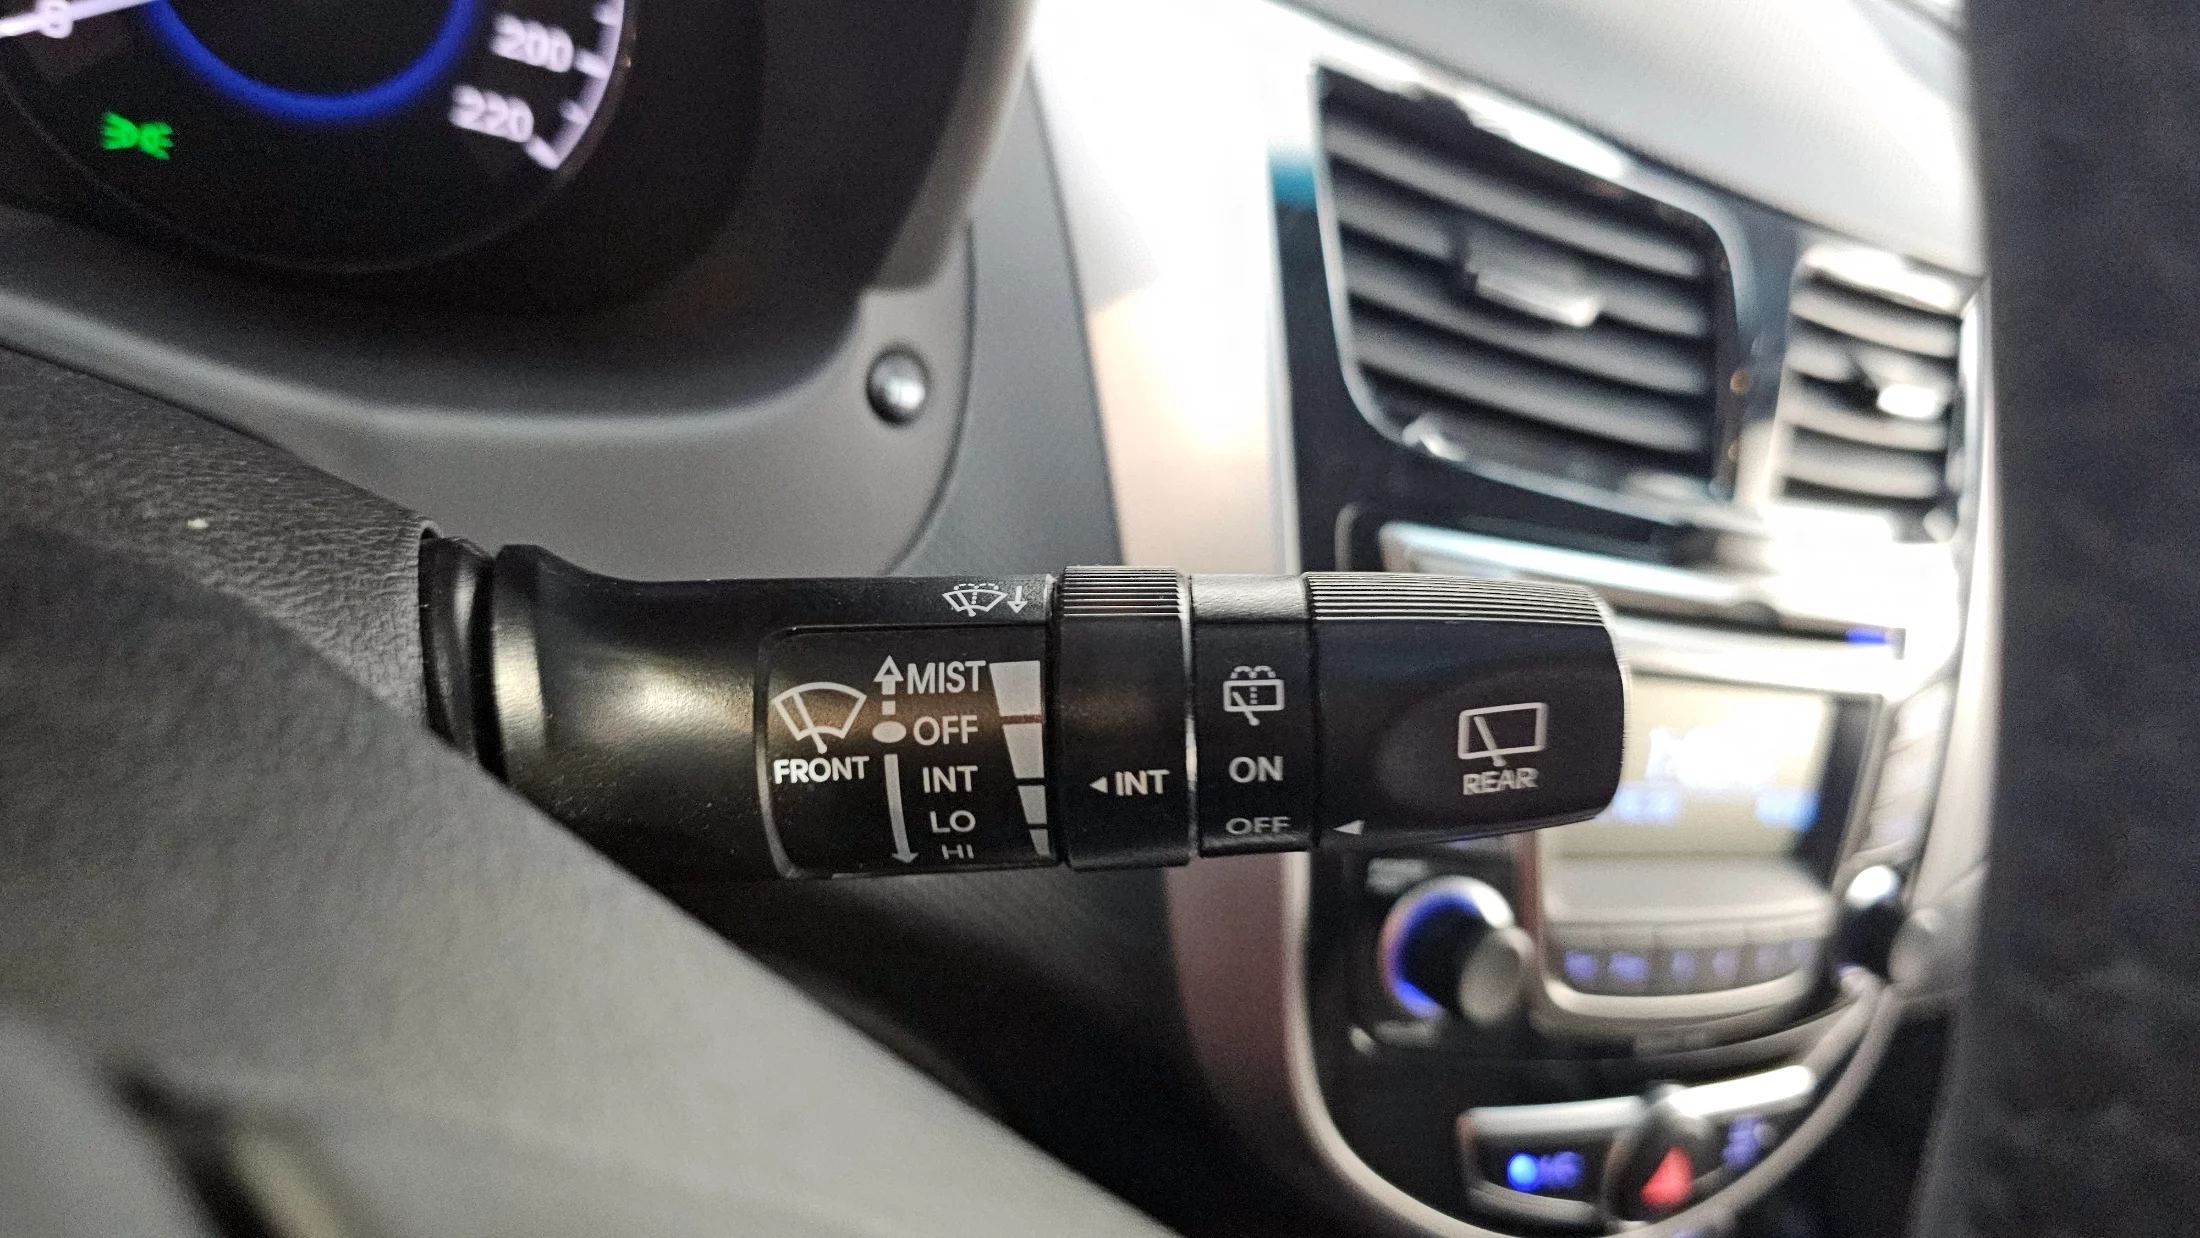 200
220
MIST
OFF
INT
LO
HI
FRONT
INT
ON
OFF
REAR